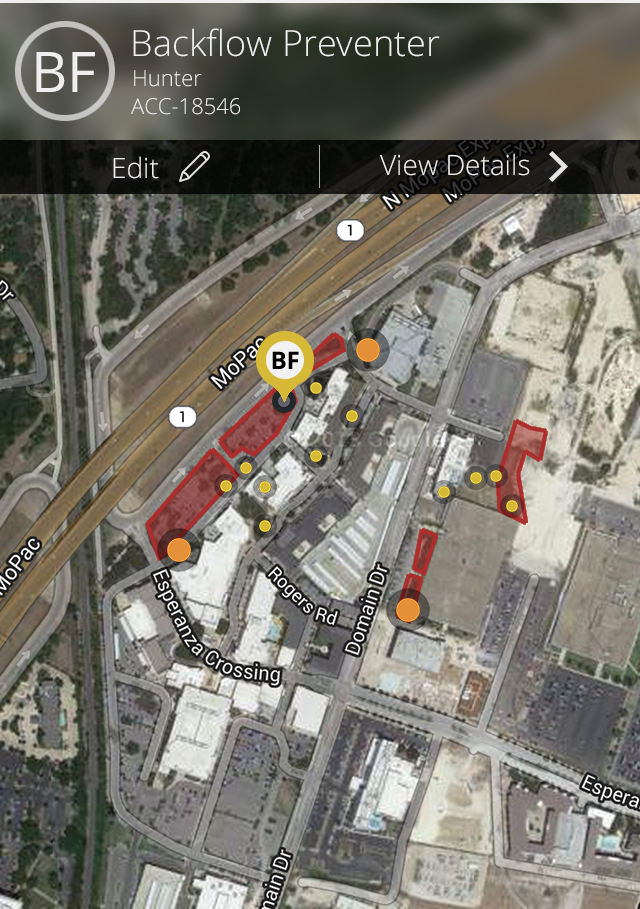 BF
Backflow Preventer
Hunter
ACC-18546
Edit
View Details
N Mopac Expy
MoPac Expy
1
Dr
MoPac
BF
1
MoPac
Esperanza Crossing
Rogers Rd
Domain Dr
Espera
main Dr